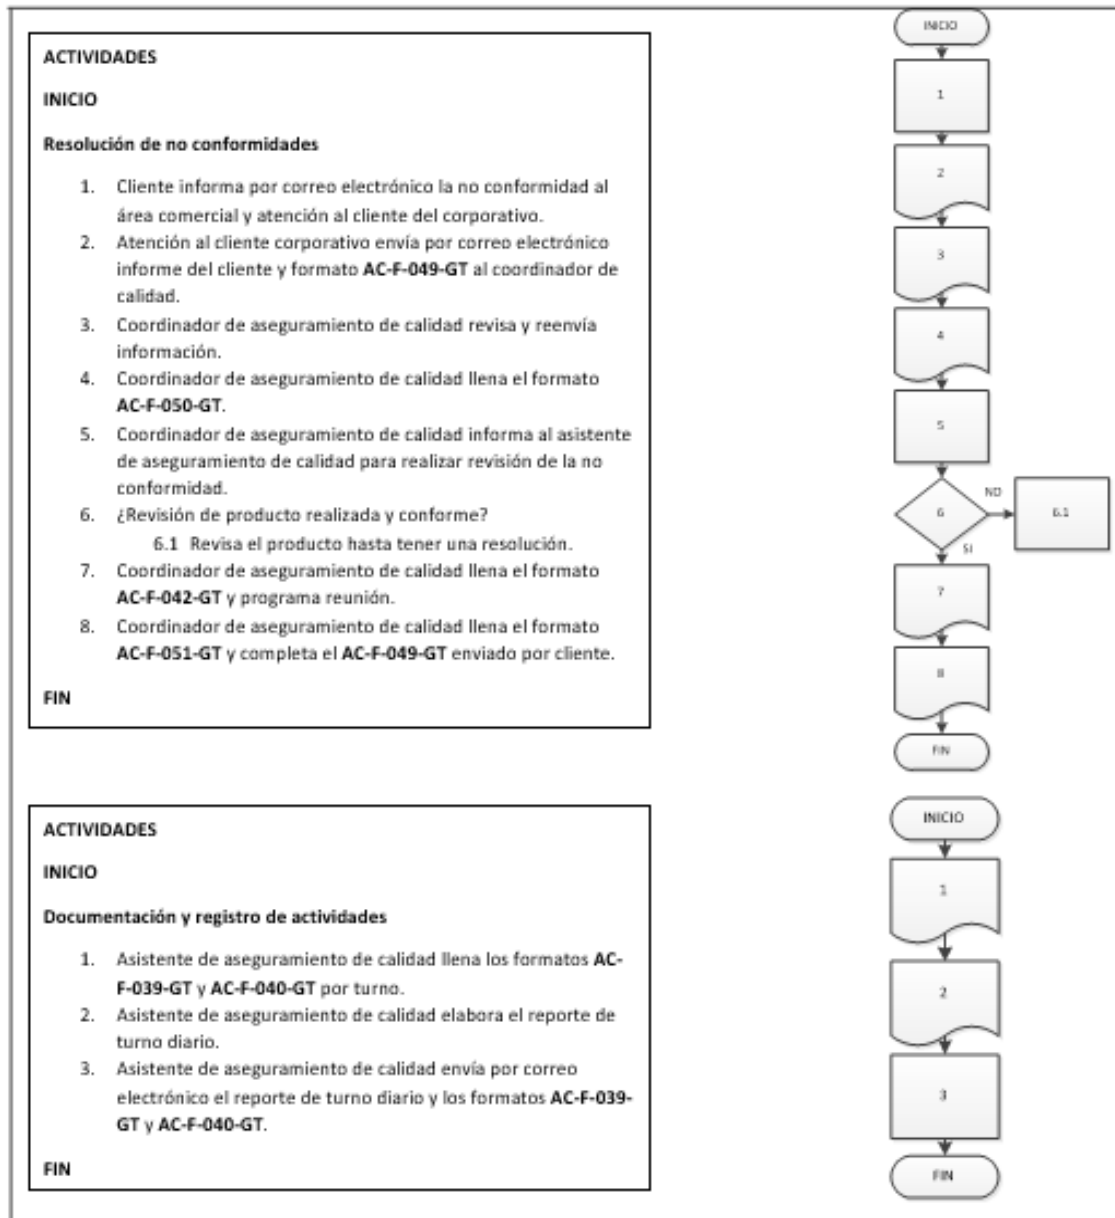 ACTIVIDADES
INICIO
Resolución de no conformidades
1. Cliente informa por correo electrónico la no conformidad al
área comercial y atención al cliente del corporativo.
2. Atención al cliente corporativo envía por correo electrónico
informe del cliente y formato AC-F-049-GT al coordinador de
calidad.
3. Coordinador de aseguramiento de calidad revisa y reenvía
información.
4. Coordinador de aseguramiento de calidad llena el formato
AC-F-050-GT.
5. Coordinador de aseguramiento de calidad informa al asistente
de aseguramiento de calidad para realizar revisión de la no
conformidad.
6. ¿Revisión de producto realizada y conforme?
6.1 Revisa el producto hasta tener una resolución.
7. Coordinador de aseguramiento de calidad llena el formato
AC-F-042-GT y programa reunión.
8. Coordinador de aseguramiento de calidad llena el formato
AC-F-051-GT y completa el AC-F-049-GT enviado por cliente.
FIN
INICIO
1
2
3
4
5
6
NO
6.1
SI
7
8
FIN
ACTIVIDADES
INICIO
Documentación y registro de actividades
1. Asistente de aseguramiento de calidad llena los formatos AC-
F-039-GT y AC-F-040-GT por turno.
2. Asistente de aseguramiento de calidad elabora el reporte de
turno diario.
3. Asistente de aseguramiento de calidad envía por correo
electrónico el reporte de turno diario y los formatos AC-F-039-
GT y AC-F-040-GT.
FIN
INICIO
1
2
3
FIN